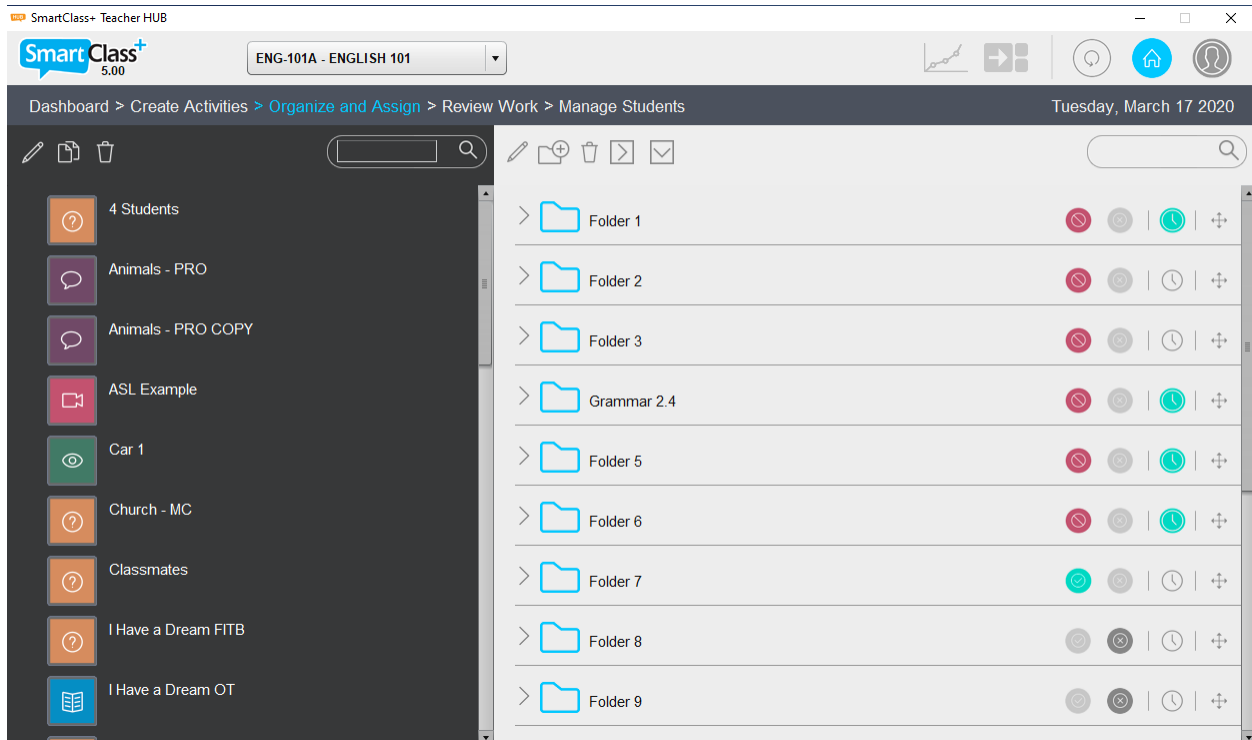 HUB SmartClass+ Teacher HUB
Smart Class+
5.00
ENG-101A - ENGLISH 101
Dashboard > Create Activities > Organize and Assign > Review Work > Manage Students
Tuesday, March 17 2020
4 Students
Animals - PRO
Animals - PRO COPY
ASL Example
Car 1
Church - MC
Classmates
I Have a Dream FITB
I Have a Dream OT
Folder 1
Folder 2
Folder 3
Grammar 2.4
Folder 5
Folder 6
Folder 7
Folder 8
Folder 9